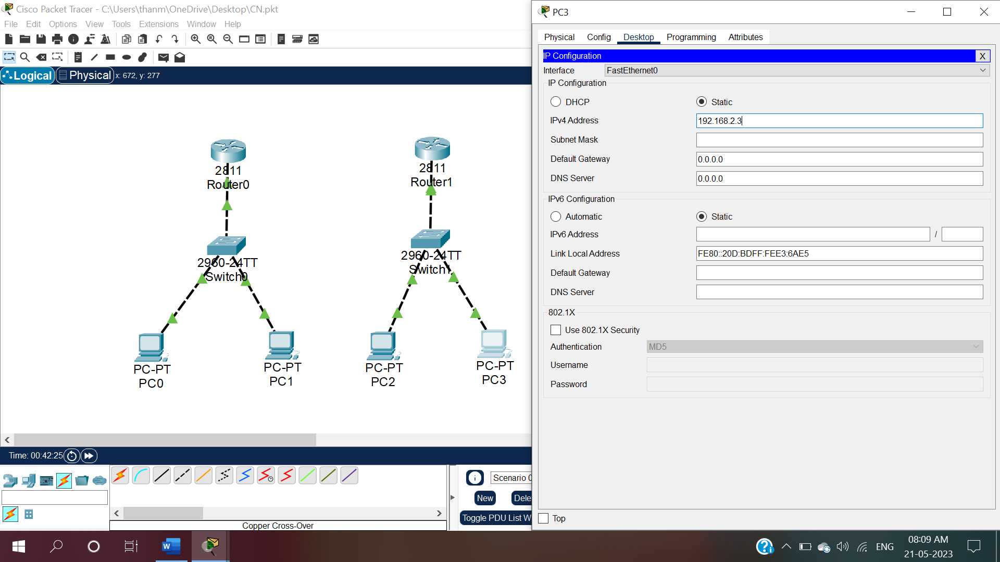 Cisco Packet Tracer - C:\Users\thanm\OneDrive\Desktop\CN.pkt
File Edit Options View Tools Extensions Window Help
Logical Physical x: 672, y: 277
2811
Router0
2811
Router1
2960-24TT
Switch0
2960-24TT
Switch1
PC-PT
PC0
PC-PT
PC1
PC-PT
PC2
PC-PT
PC3
Time: 00:42:25
Copper Cross-Over
Scenario 0
New Dele
Toggle PDU List W
PC3
Physical Config Desktop Programming Attributes
IP Configuration X
Interface FastEthernet0
IP Configuration
DHCP Static
IPv4 Address 192.168.2.3
Subnet Mask
Default Gateway 0.0.0.0
DNS Server 0.0.0.0
IPv6 Configuration
Automatic Static
IPv6 Address /
Link Local Address FE80::20D:BDFF:FEE3:6AE5
Default Gateway
DNS Server
802.1X
Use 802.1X Security
Authentication MD5
Username
Password
Top
ENG
08:09 AM
21-05-2023